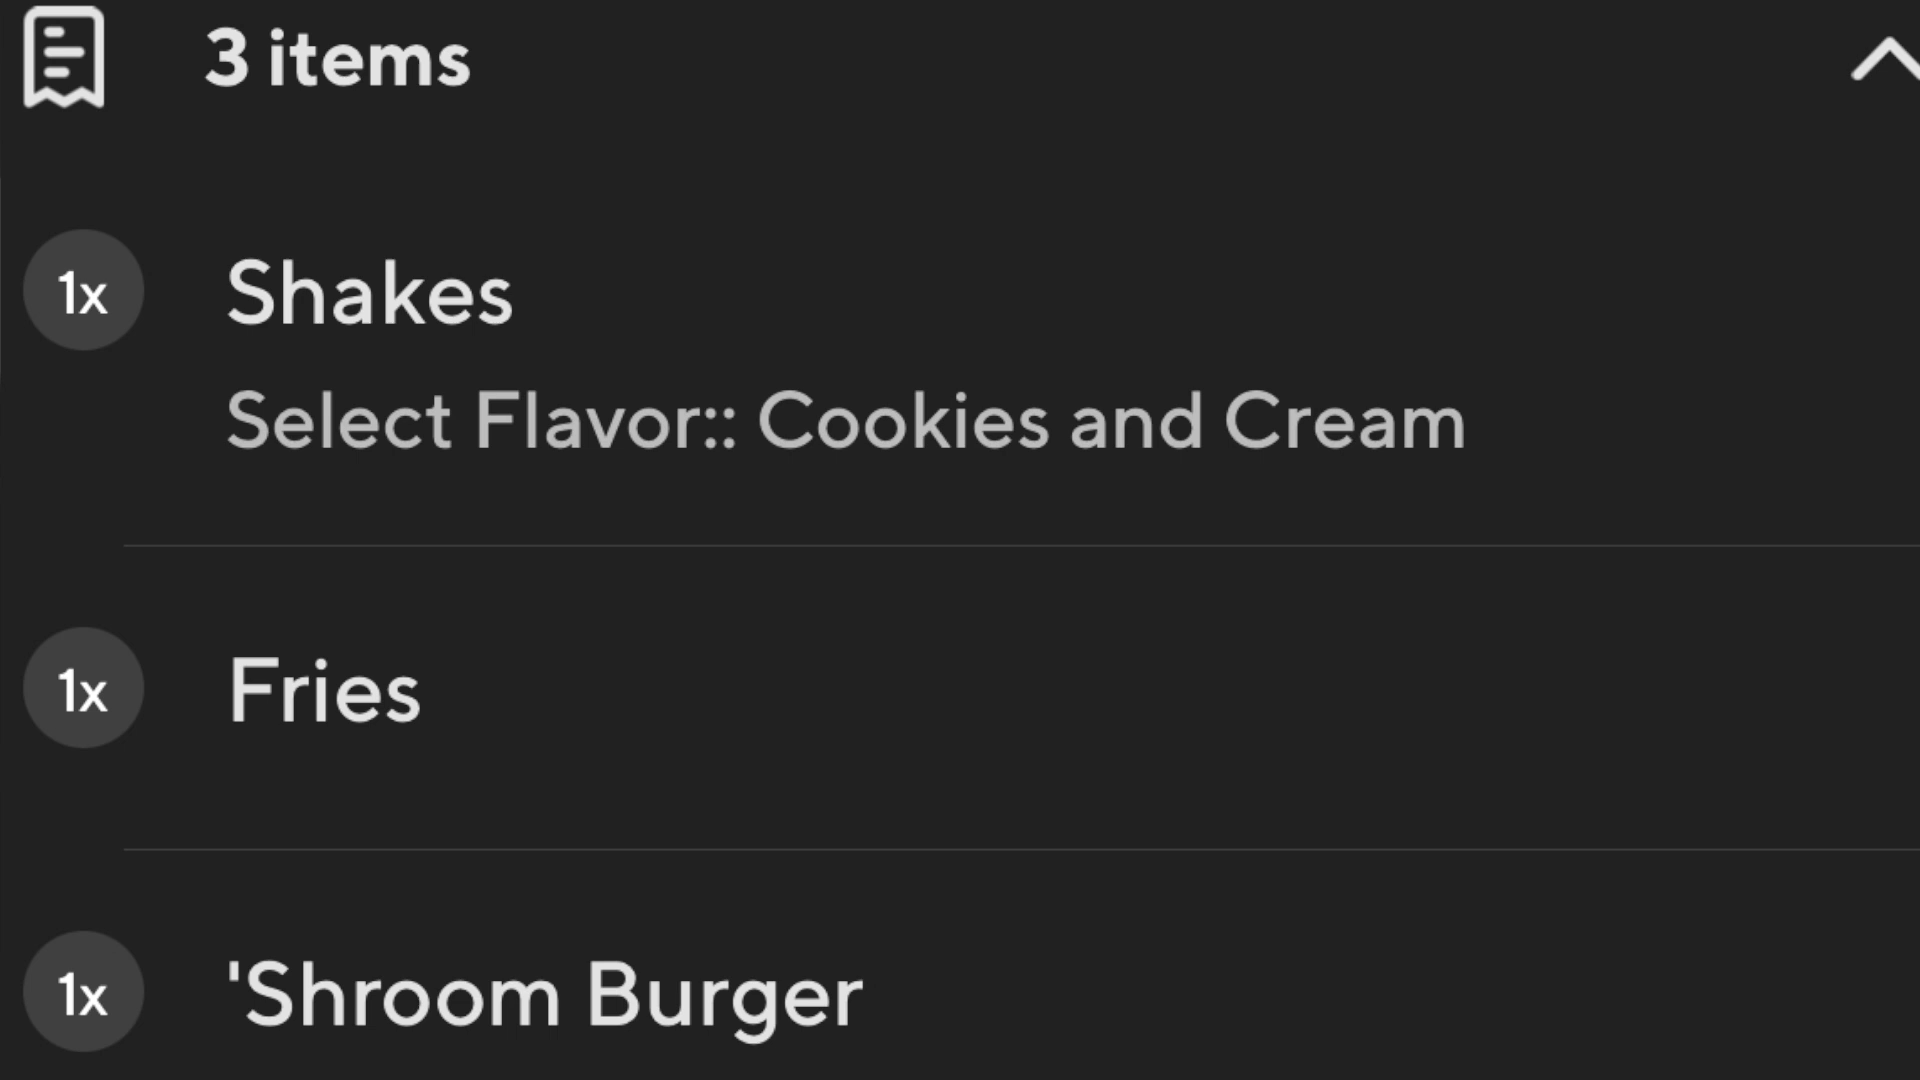 3 items
1x Shakes
Select Flavor:: Cookies and Cream
1x Fries
1x 'Shroom Burger